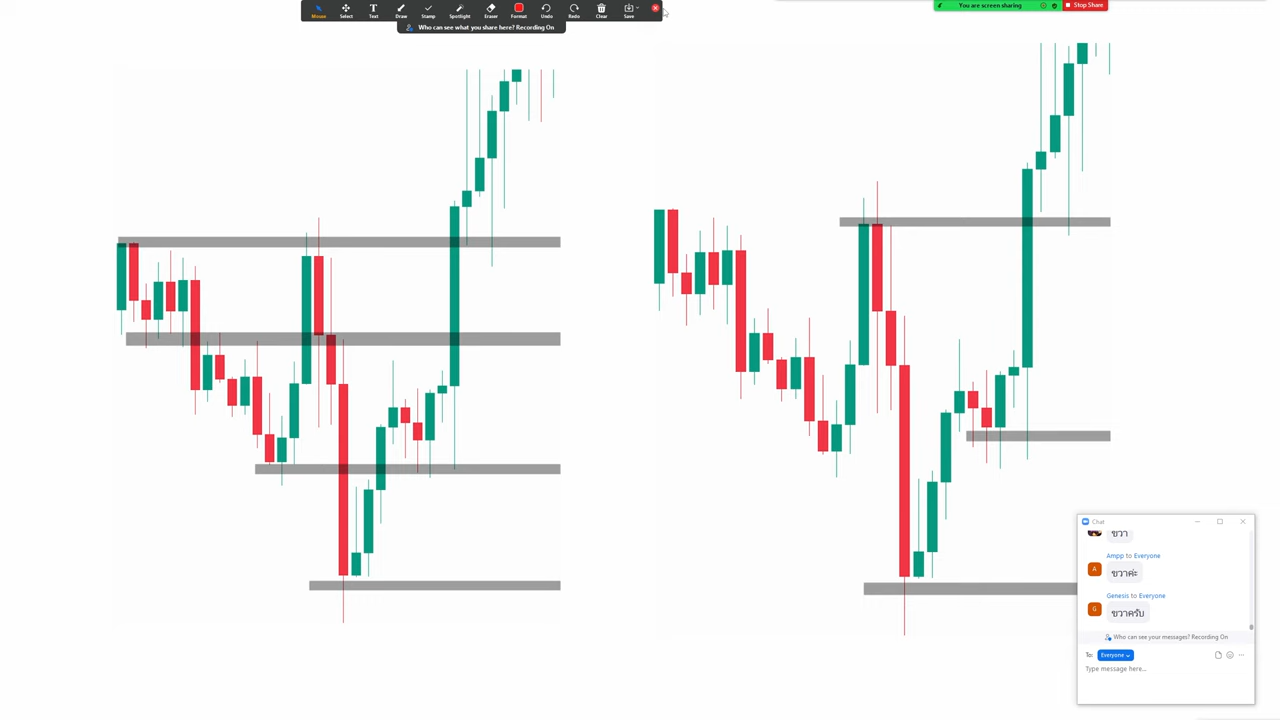 Mouse
Select
Text
Draw
Stamp
Spotlight
Eraser
Format
Undo
Redo
Clear
Save
Who can see what you share here? Recording On
You are screen sharing
Stop Share
Chat
ขวา
Ampp to Everyone
A
ขวาค่ะ
Genesis to Everyone
G
ขวาครับ
Who can see your messages? Recording On
To: Everyone
Type message here...